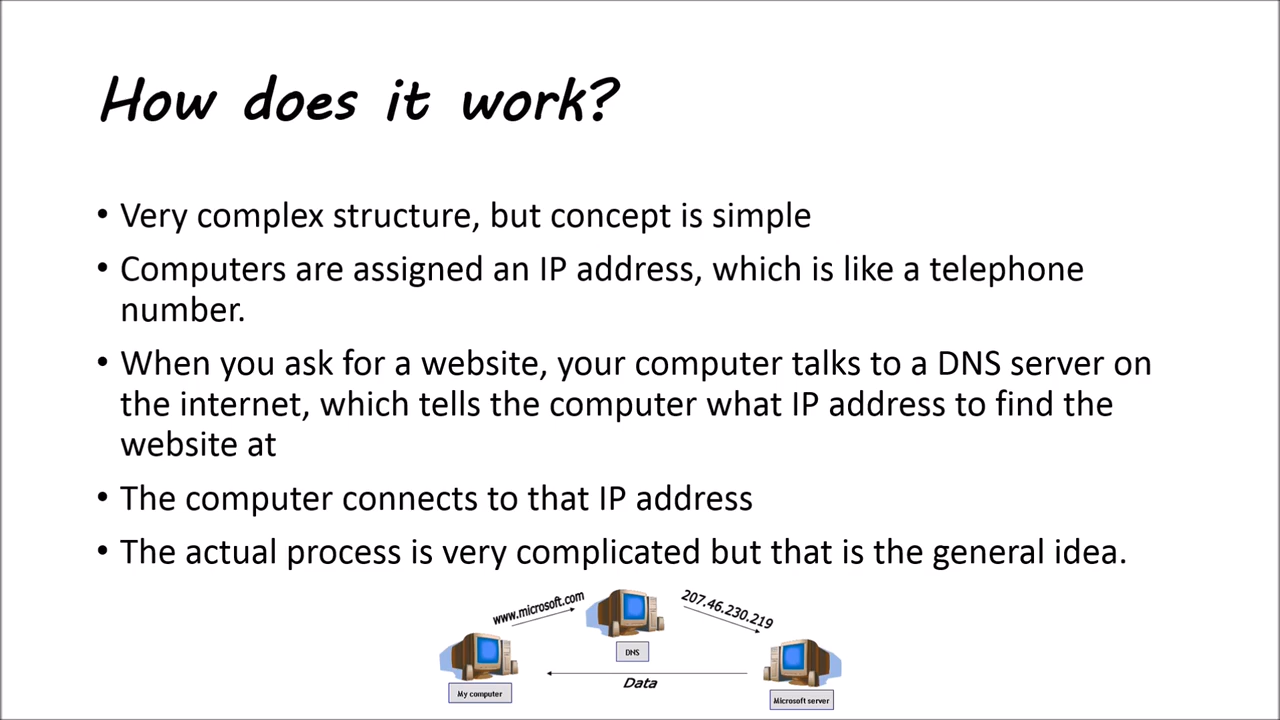 How does it work?
• Very complex structure, but concept is simple
• Computers are assigned an IP address, which is like a telephone
number.
• When you ask for a website, your computer talks to a DNS server on
the internet, which tells the computer what IP address to find the
website at
• The computer connects to that IP address
• The actual process is very complicated but that is the general idea.
www.microsoft.com
207.46.230.219
DNS
Data
My computer
Microsoft server